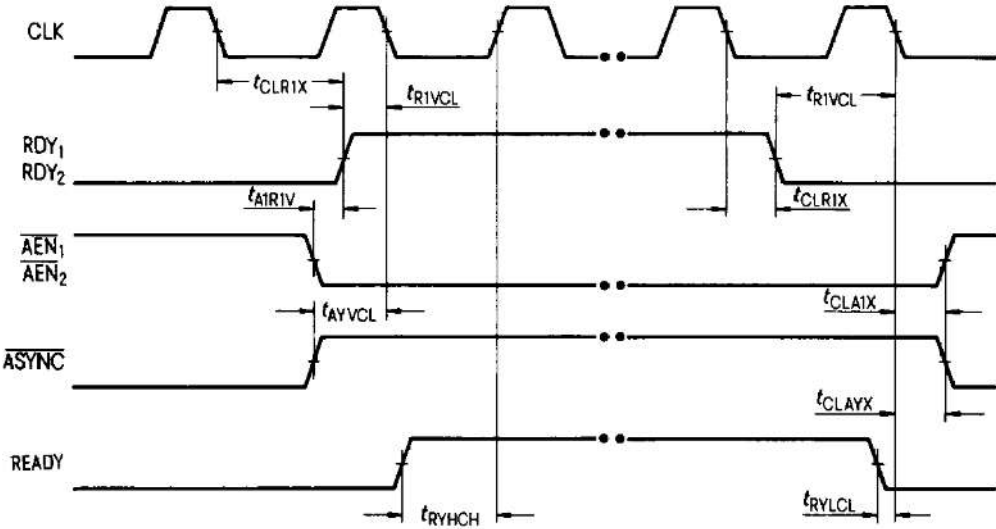 CLK
tCLR1X
tR1VCL
tR1VCL
RDY1
RDY2
tA1R1V
tCLR1X
AEN1
AEN2
tAYVCL
tCLA1X
ASYNC
tCLAYX
READY
tRYHCH
tRYLCL